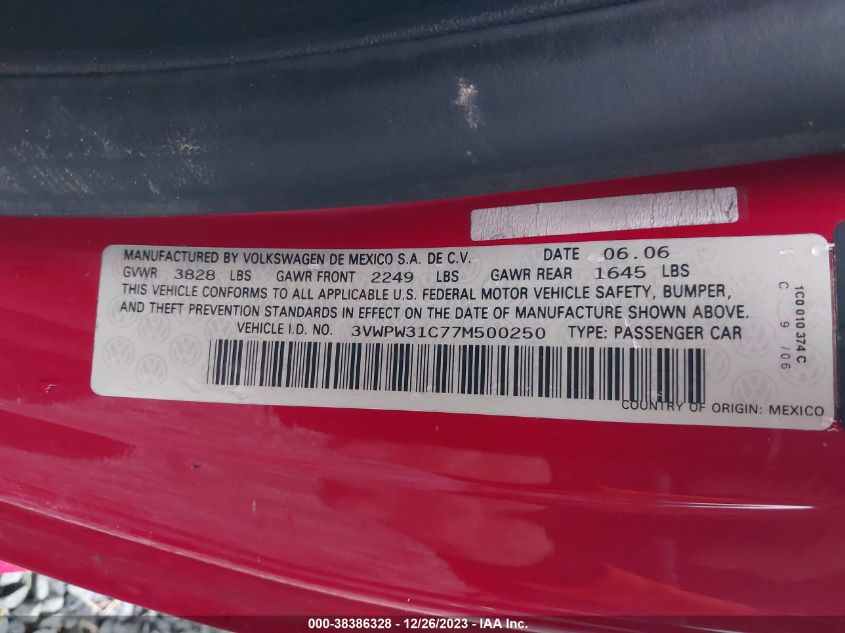 MANUFACTURED BY VOLKSWAGEN DE MEXICO S.A. DE C.V. DATE 06.06
GVWR 3828 LBS GAWR FRONT 2249 LBS GAWR REAR 1645 LBS
THIS VEHICLE CONFORMS TO ALL APPLICABLE U.S. FEDERAL MOTOR VEHICLE SAFETY, BUMPER,
AND THEFT PREVENTION STANDARDS IN EFFECT ON THE DATE OF MANUFACTURE SHOWN ABOVE.
VEHICLE I.D. NO. 3VWPW31C77M500250 TYPE: PASSENGER CAR
COUNTRY OF ORIGIN: MEXICO
1C0 010 374 C
C 9 /06
000-38386328 - 12/26/2023 - IAAI Copart